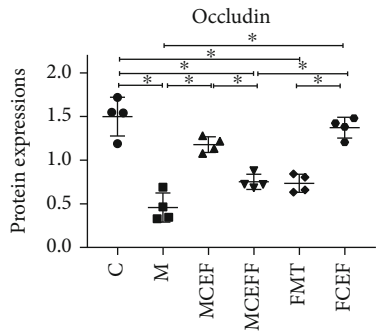 Occludin
*
*
*
*
*
*
*
*
Protein expressions
2.0
1.5
1.0
0.5
0.0
C
M
MCEF
MCEFF
FMT
FCEF